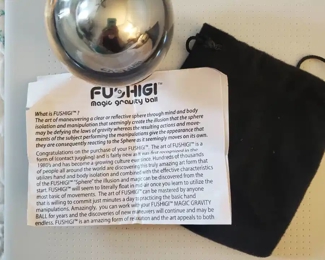 FUSHIGI™
magic gravity ball
What is FUSHIGI™ ?
The art of maneuvering a clear or reflective sphere through mind and body
isolation and manipulation that seemingly create the illusion that the sphere
may be defying the laws of gravity whereas the resulting actions and move-
ments of the subject performing the manipulations give the appearance that
they are consequently reacting to the Sphere as it seemingly moves on its own.
Congratulations on the purchase of your FUSHIGI™. The art of FUSHIGI™ is a
form of (contact juggling) and is fairly new as it was first recognized in the
1980's and has become a growing culture ever since. Hundreds of thousands
of people all around the world are discovering this truly amazing art form that
utilizes hand and body isolation and combined with the effective characteristics
of the FUSHIGI™ "Sphere" the illusion and magic can be discovered from the
start. FUSHIGI™ will seem to literally float in mid air once you learn to utilize the
most basic of movements. The art of FUSHIGI™ can be mastered by anyone
that is willing to commit just minutes a day to practicing the basic hand
manipulations. Amazingly, you can work with your FUSHIGI™ MAGIC GRAVITY
BALL for years and the discoveries of new maneuvers will continue and may be
endless. FUSHIGI™ is an amazing form of relaxation and the art appeals to both